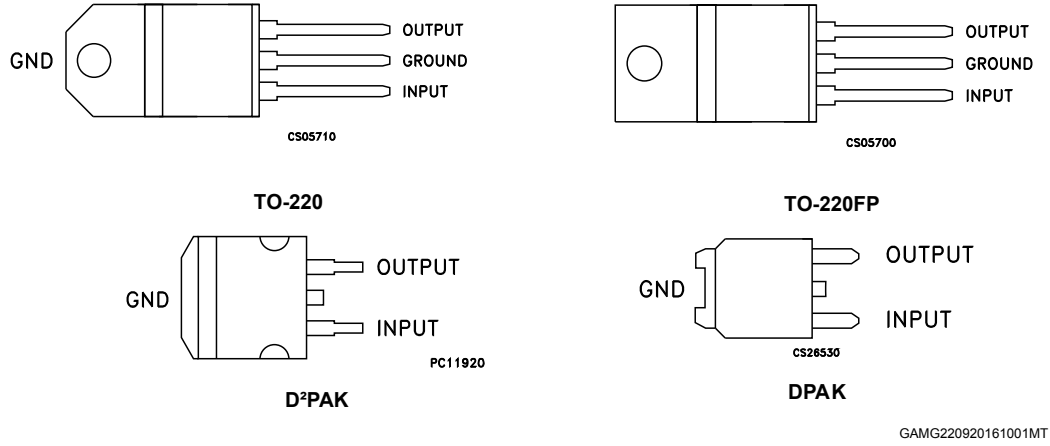 OUTPUT
GND
GROUND
INPUT
CS05710
TO-220
OUTPUT
GROUND
INPUT
CS05700
TO-220FP
OUTPUT
GND
INPUT
PC11920
D²PAK
OUTPUT
GND
INPUT
CS26530
DPAK
GAMG220920161001MT